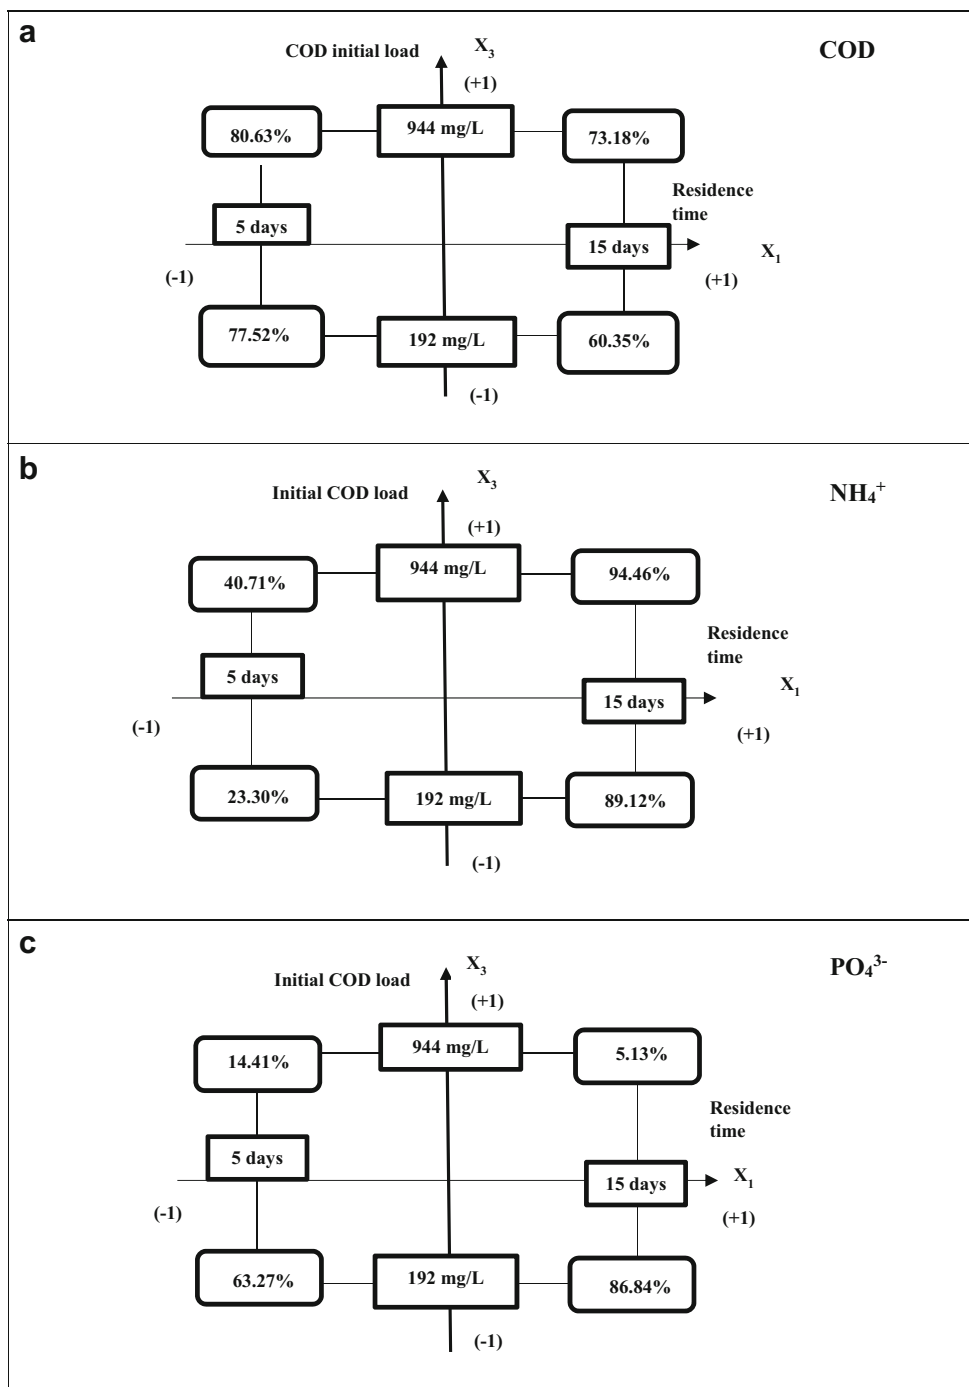 a
COD initial load
X3
COD
(+1)
80.63%
944 mg/L
73.18%
Residence
time
5 days
15 days
X1
(-1)
(+1)
77.52%
192 mg/L
60.35%
(-1)
b
Initial COD load
X3
NH4+
(+1)
40.71%
944 mg/L
94.46%
Residence
time
5 days
15 days
X1
(-1)
(+1)
23.30%
192 mg/L
89.12%
(-1)
c
Initial COD load
X3
PO43-
(+1)
14.41%
944 mg/L
5.13%
Residence
time
5 days
15 days
X1
(-1)
(+1)
63.27%
192 mg/L
86.84%
(-1)